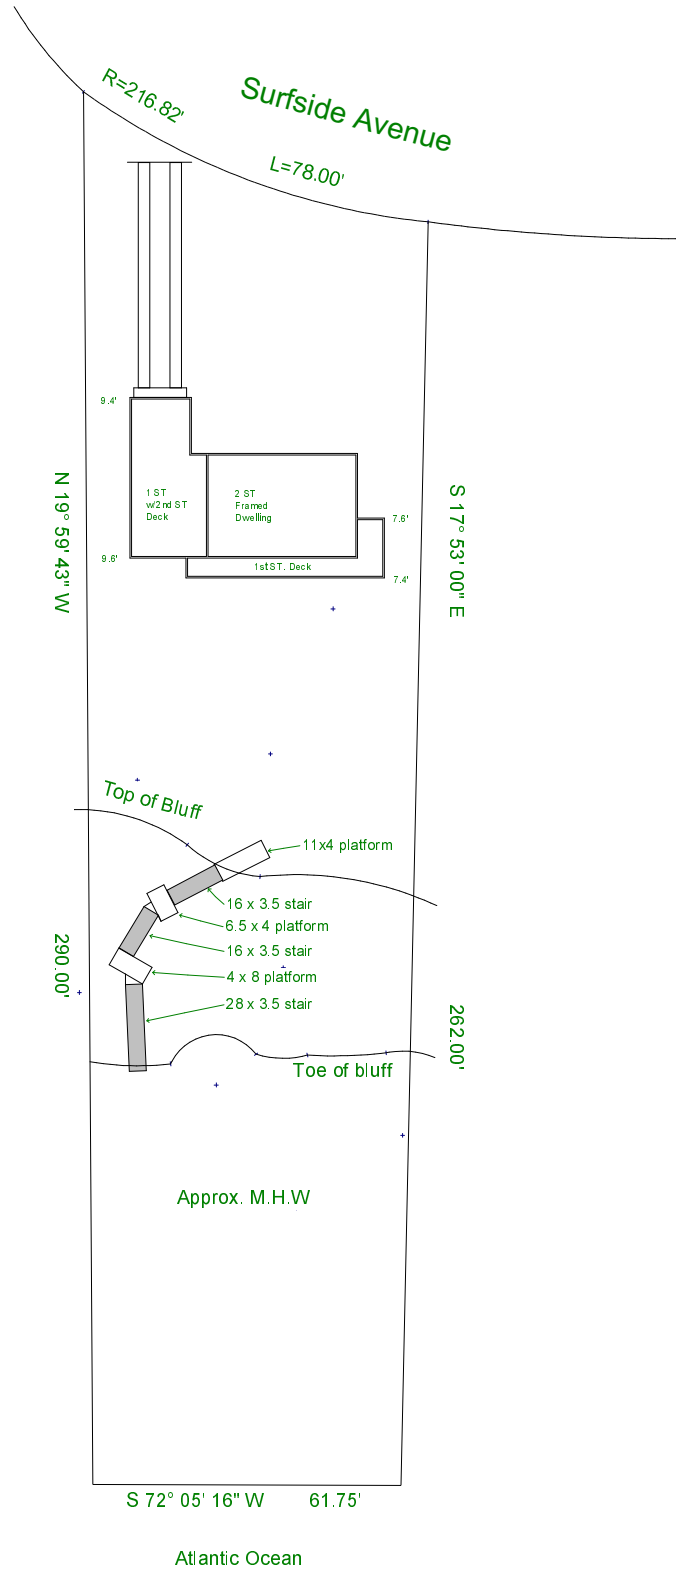 Surfside Avenue
R=216.82'
L=78.00'
9.4'
N 19° 59' 43" W
S 17° 53' 00" E
1 ST
w/2nd ST
Deck
2 ST
Framed
Dwelling
7.6'
9.6'
1st ST. Deck
7.4'
Top of Bluff
11x4 platform
16 x 3.5 stair
6.5 x 4 platform
16 x 3.5 stair
4 x 8 platform
28 x 3.5 stair
290.00'
262.00'
Toe of bluff
Approx. M.H.W
S 72° 05' 16" W 61.75'
Atlantic Ocean